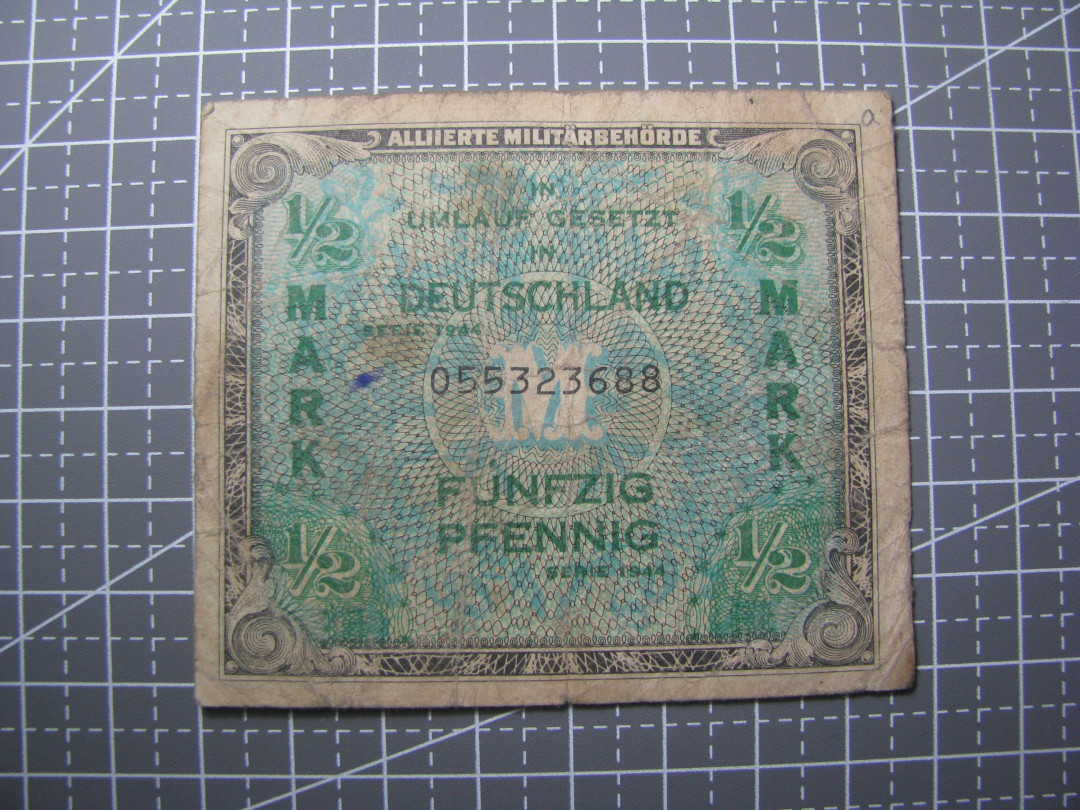 a
ALLIIERTE MILITÄRBEHÖRDE
IN
UMLAUF GESETZT
IN
DEUTSCHLAND
SERIE 1944
1/2 MARK
1/2 MARK
M
055323688
FÜNFZIG
PFENNIG
SERIE 1944
1/2
1/2